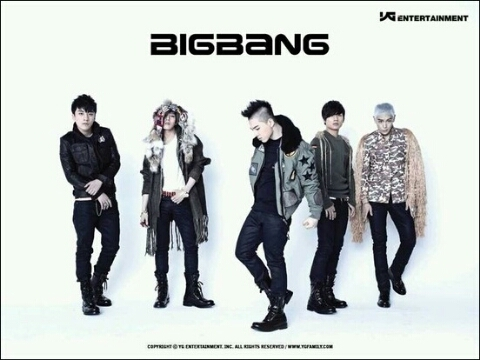 YG ENTERTAINMENT
BIGBANG
COPYRIGHT ⓒ YG ENTERTAINMENT. INC. ALL RIGHTS RESERVED / WWW.YGFAMILY.COM